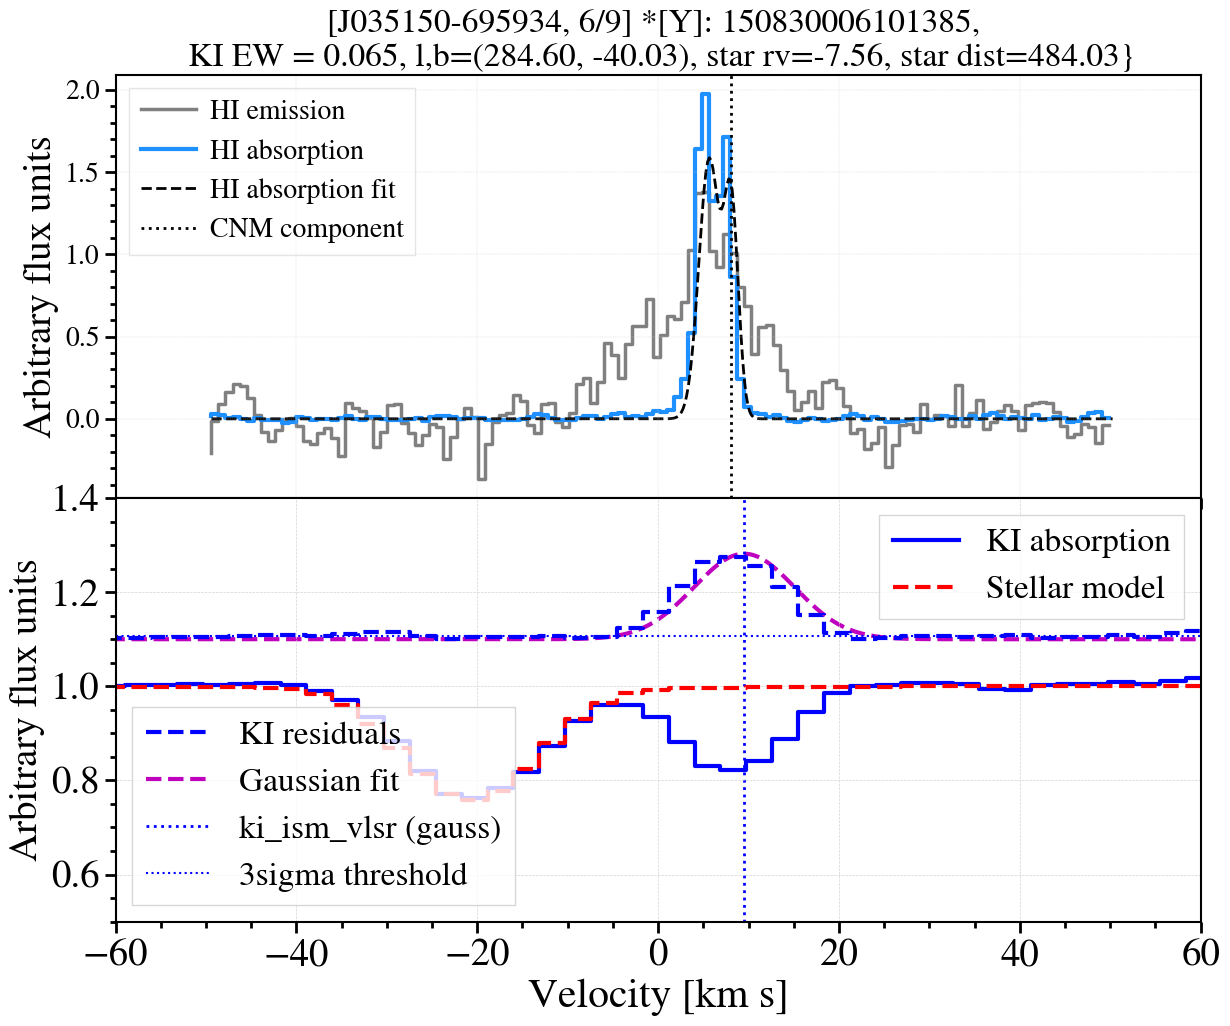 [J035150-695934, 6/9] *[Y]: 150830006101385,
KI EW = 0.065, l,b=(284.60, -40.03), star rv=-7.56, star dist=484.03}
Arbitrary flux units
2.0
1.5
1.0
0.5
0.0
HI emission
HI absorption
HI absorption fit
CNM component
Arbitrary flux units
1.4
1.2
1.0
0.8
0.6
KI absorption
Stellar model
KI residuals
Gaussian fit
ki_ism_vlsr (gauss)
3sigma threshold
−60 −40 −20 0 20 40 60
Velocity [km s]